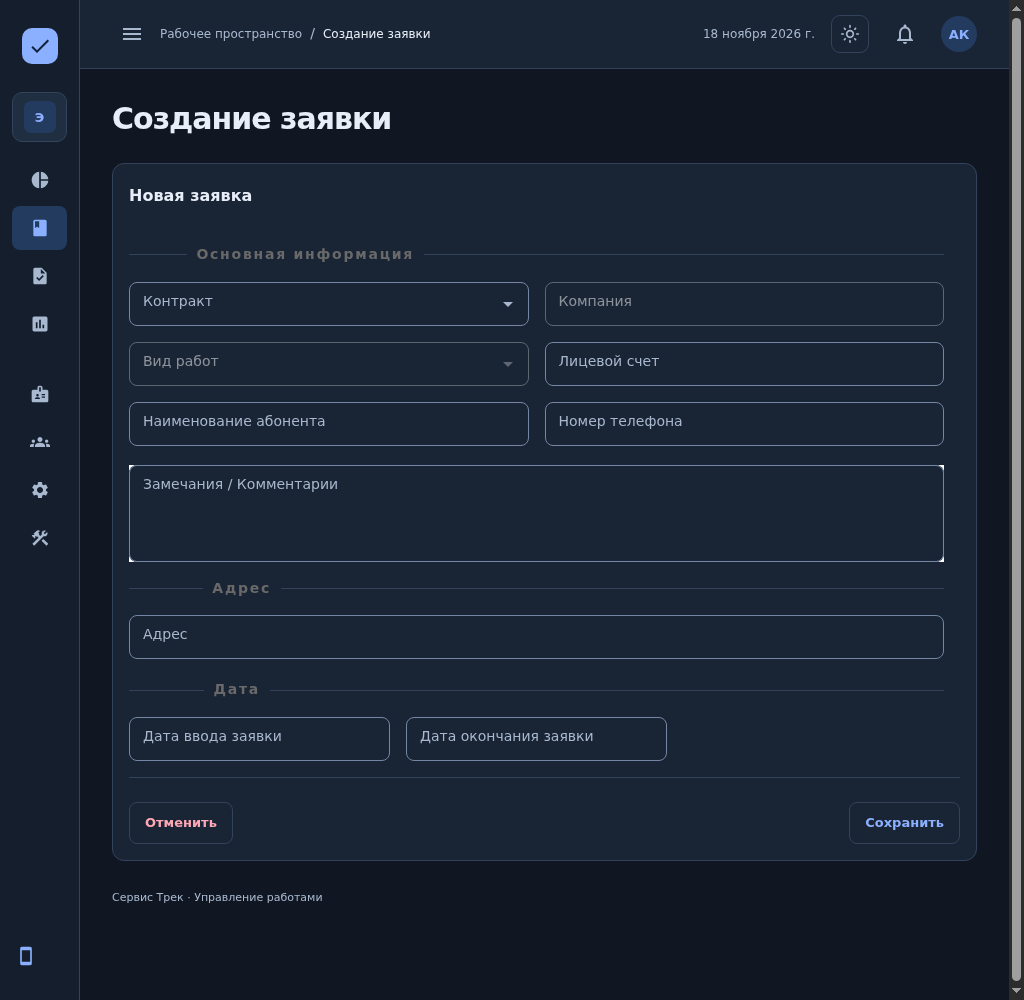 Рабочее пространство / Создание заявки
18 ноября 2026 г.
АК
Э
Создание заявки
Новая заявка
Основная информация
Контракт
Компания
Вид работ
Лицевой счет
Наименование абонента
Номер телефона
Замечания / Комментарии
Адрес
Адрес
Дата
Дата ввода заявки
Дата окончания заявки
Отменить
Сохранить
Сервис Трек · Управление работами